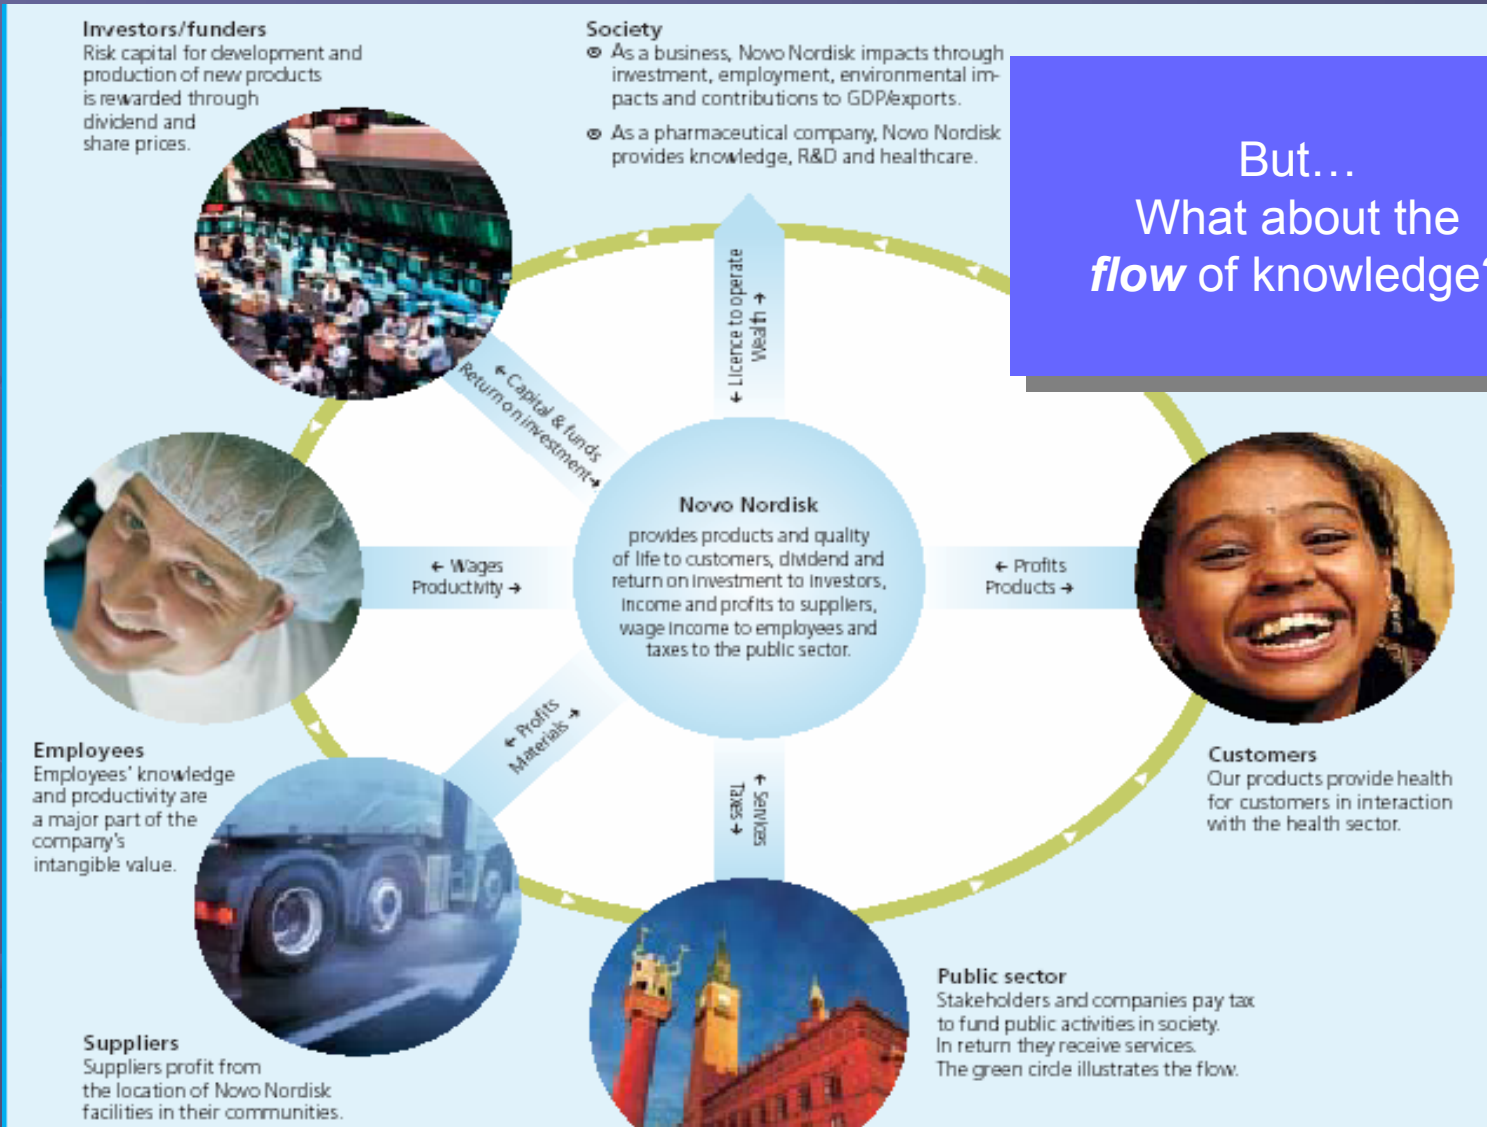 Investors/funders
Risk capital for development and
production of new products
is rewarded through
dividend and
share prices.
Society
As a business, Novo Nordisk impacts through
investment, employment, environmental im-
pacts and contributions to GDP/exports.
As a pharmaceutical company, Novo Nordisk
provides knowledge, R&D and healthcare.
But…
What about the
flow of knowledge?
← Licence to operate
Wealth →
← Capital & funds
Return on investment →
Novo Nordisk
provides products and quality
of life to customers, dividend and
return on investment to investors,
income and profits to suppliers,
wage income to employees and
taxes to the public sector.
← Wages
Productivity →
← Profits
Products →
← Profits
Materials →
← Services
Taxes →
Employees
Employees' knowledge
and productivity are
a major part of the
company's
intangible value.
Customers
Our products provide health
for customers in interaction
with the health sector.
Public sector
Stakeholders and companies pay tax
to fund public activities in society.
In return they receive services.
The green circle illustrates the flow.
Suppliers
Suppliers profit from
the location of Novo Nordisk
facilities in their communities.